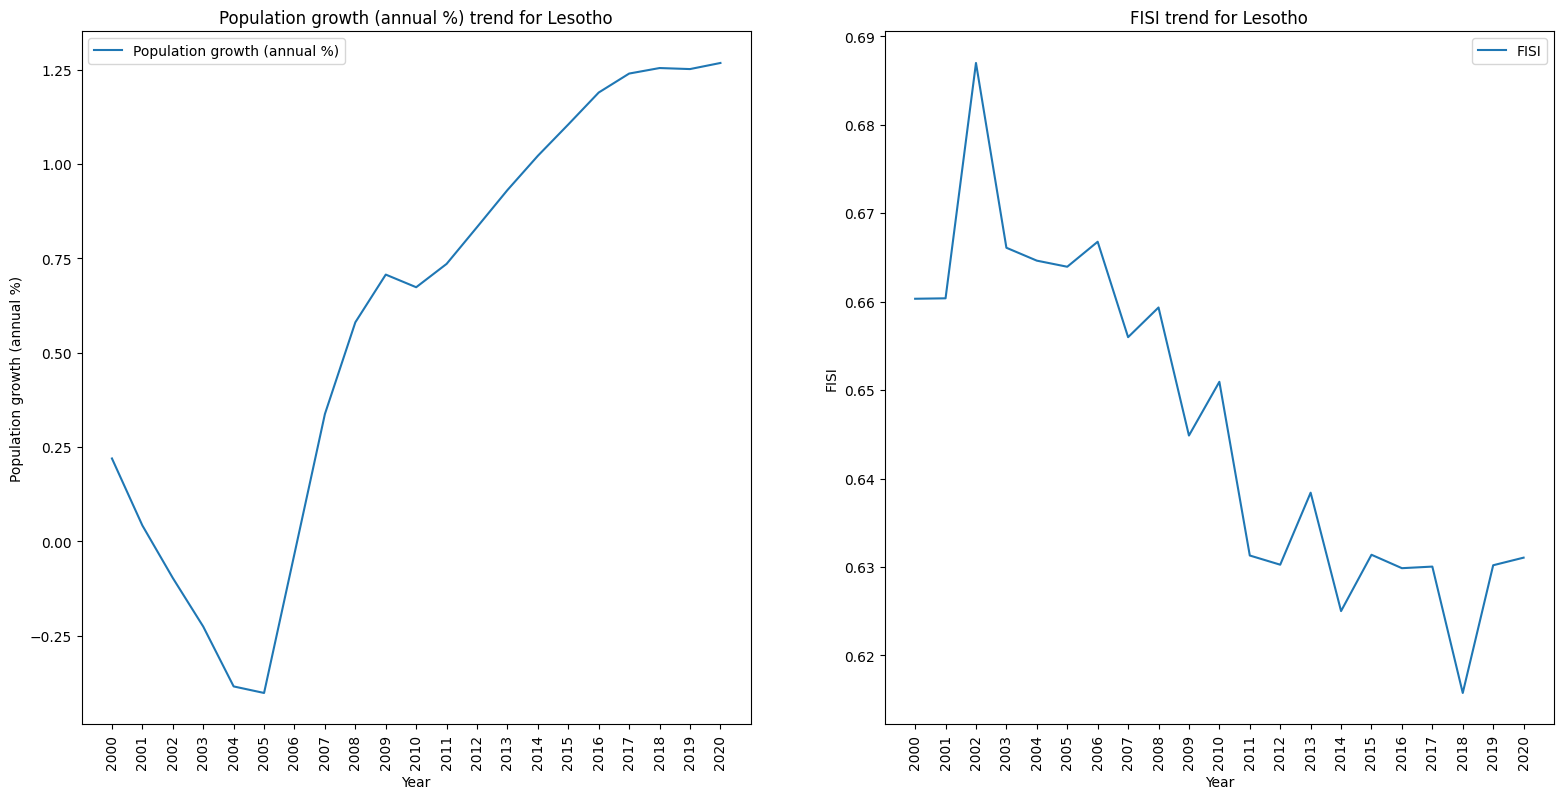 Population growth (annual %) trend for Lesotho
Population growth (annual %)
Population growth (annual %)
1.25
1.00
0.75
0.50
0.25
0.00
−0.25
2000 2001 2002 2003 2004 2005 2006 2007 2008 2009 2010 2011 2012 2013 2014 2015 2016 2017 2018 2019 2020
Year
FISI trend for Lesotho
FISI
FISI
0.69
0.68
0.67
0.66
0.65
0.64
0.63
0.62
2000 2001 2002 2003 2004 2005 2006 2007 2008 2009 2010 2011 2012 2013 2014 2015 2016 2017 2018 2019 2020
Year